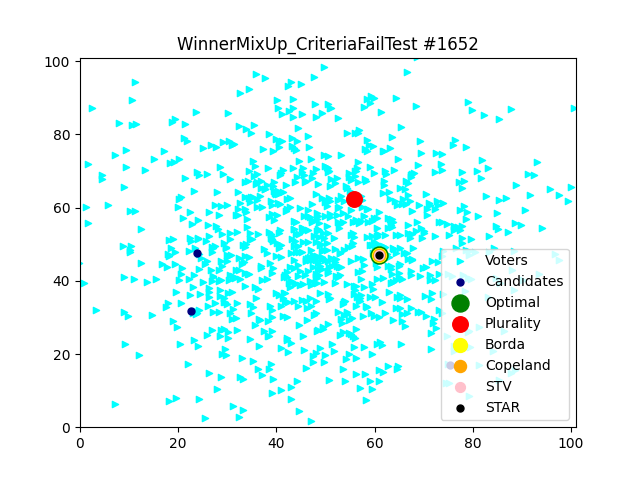 WinnerMixUp_CriteriaFailTest #1652
100
80
60
40
20
0
0 20 40 60 80 100
Voters
Candidates
Optimal
Plurality
Borda
Copeland
STV
STAR